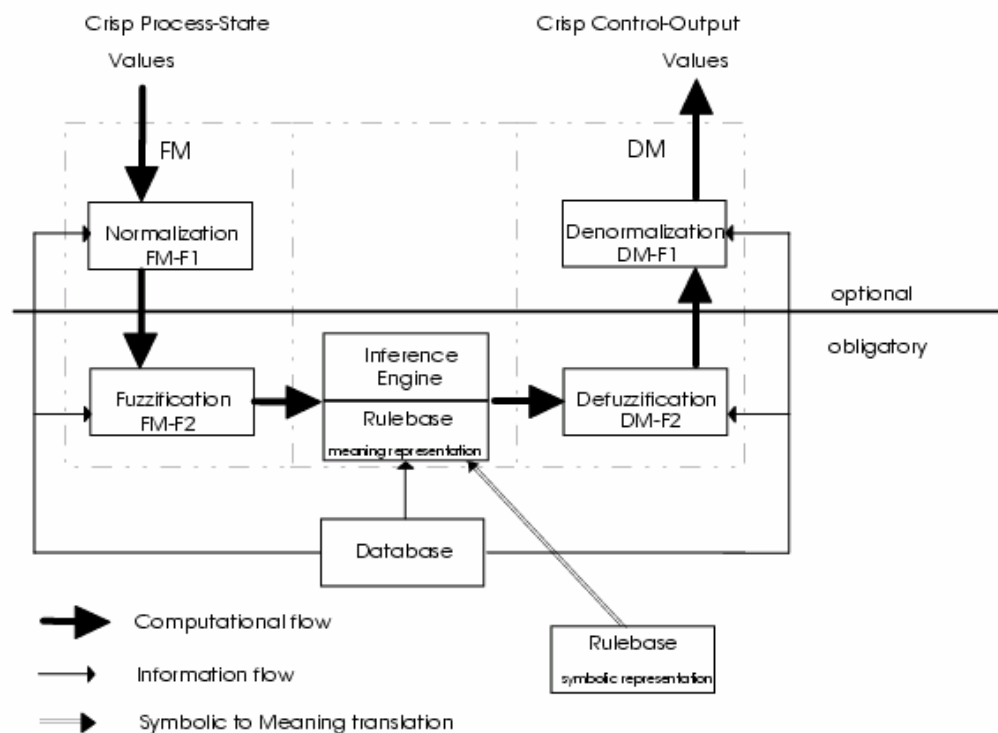 Crisp Process-State
Values
Crisp Control-Output
Values
FM
DM
Normalization
FM-F1
Denormalization
DM-F1
optional
obligatory
Fuzzification
FM-F2
Inference
Engine
Rulebase
meaning representation
Defuzzification
DM-F2
Database
Computational flow
Information flow
Symbolic to Meaning translation
Rulebase
symbolic representation